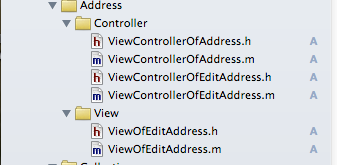 Address
Controller
h ViewControllerOfAddress.h A
m ViewControllerOfAddress.m A
h ViewControllerOfEditAddress.h A
m ViewControllerOfEditAddress.m A
View
h ViewOfEditAddress.h A
m ViewOfEditAddress.m A